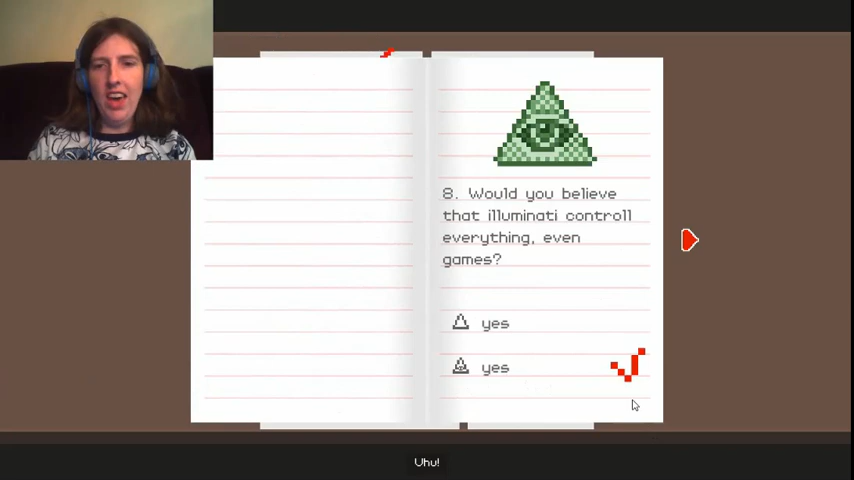 8. Would you believe
that illuminati controll
everything, even
games?
yes
yes
Uhu!